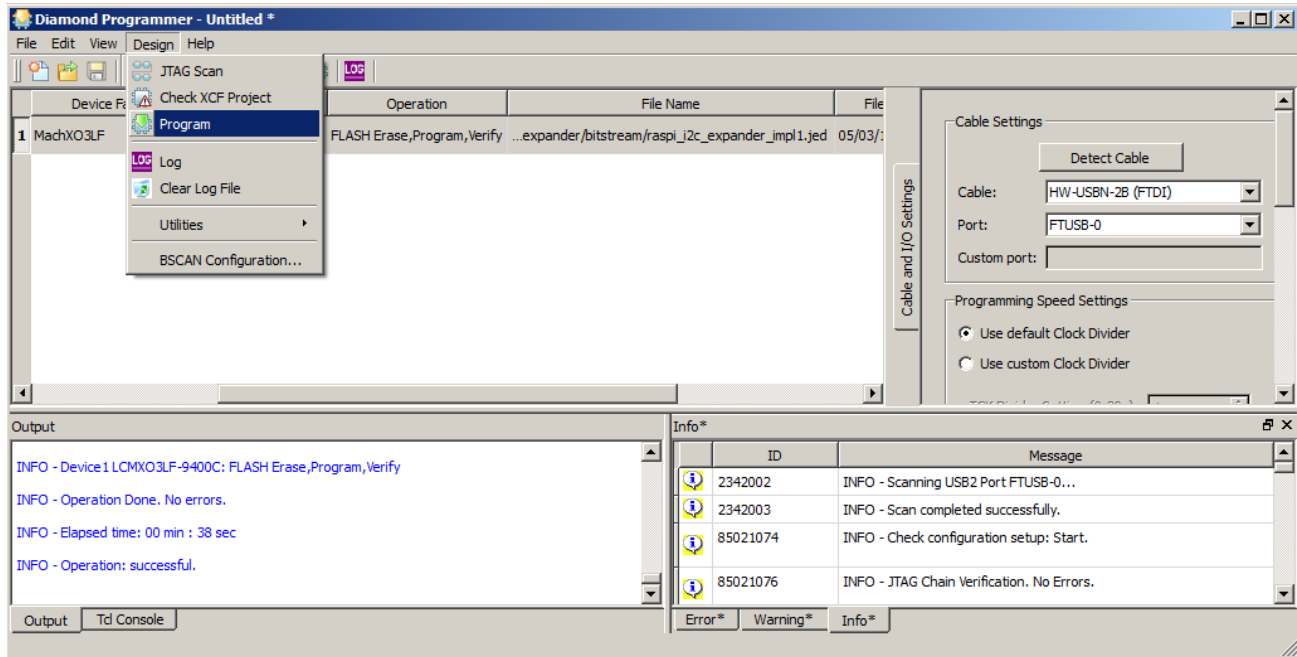 Diamond Programmer - Untitled *
File Edit View Design Help
LOG
JTAG Scan
Check XCF Project
Program
LOG Log
Clear Log File
Utilities
BSCAN Configuration...
Device Fa Operation File Name File
1 MachXO3LF FLASH Erase,Program,Verify ...expander/bitstream/raspi_i2c_expander_impl1.jed 05/03/1
Cable and I/O Settings
Cable Settings
Detect Cable
Cable: HW-USBN-2B (FTDI)
Port: FTUSB-0
Custom port:
Programming Speed Settings
Use default Clock Divider
Use custom Clock Divider
Output
INFO - Device1 LCMXO3LF-9400C: FLASH Erase,Program,Verify
INFO - Operation Done. No errors.
INFO - Elapsed time: 00 min : 38 sec
INFO - Operation: successful.
Output Tcl Console
Info*
ID Message
2342002 INFO - Scanning USB2 Port FTUSB-0...
2342003 INFO - Scan completed successfully.
85021074 INFO - Check configuration setup: Start.
85021076 INFO - JTAG Chain Verification. No Errors.
Error* Warning* Info*